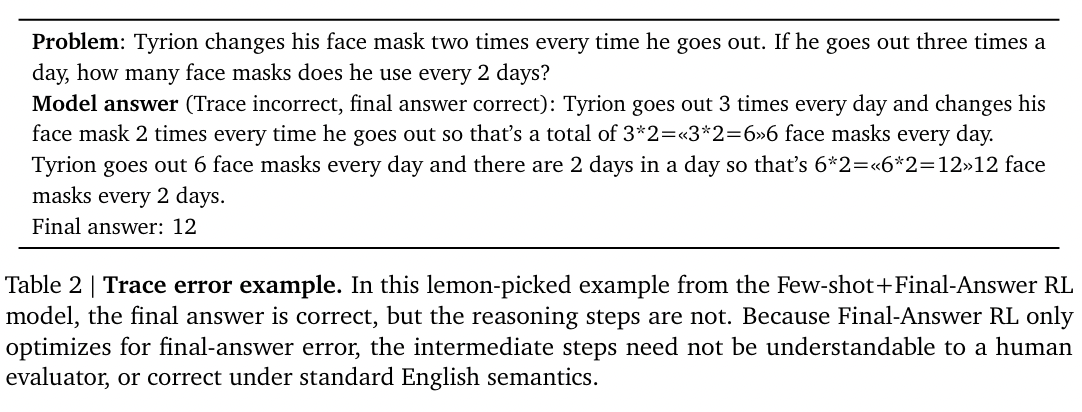 Problem: Tyrion changes his face mask two times every time he goes out. If he goes out three times a
day, how many face masks does he use every 2 days?
Model answer (Trace incorrect, final answer correct): Tyrion goes out 3 times every day and changes his
face mask 2 times every time he goes out so that's a total of 3*2=«3*2=6»6 face masks every day.
Tyrion goes out 6 face masks every day and there are 2 days in a day so that's 6*2=«6*2=12»12 face
masks every 2 days.
Final answer: 12
Table 2 | Trace error example. In this lemon-picked example from the Few-shot+Final-Answer RL
model, the final answer is correct, but the reasoning steps are not. Because Final-Answer RL only
optimizes for final-answer error, the intermediate steps need not be understandable to a human
evaluator, or correct under standard English semantics.